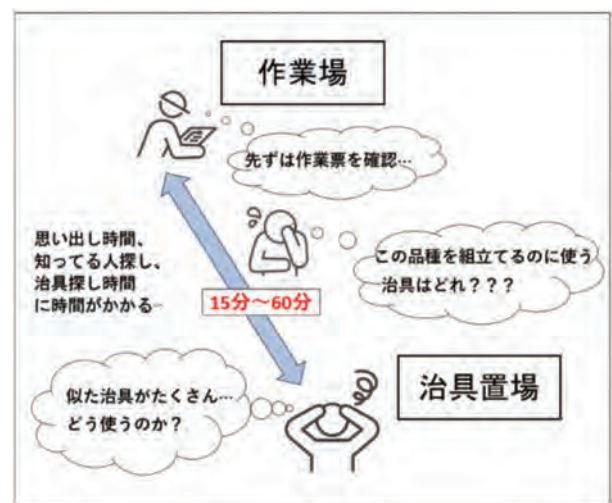 作業場
先ずは作業票を確認…
思い出し時間、
知ってる人探し、
治具探し時間
に時間がかかる…
この品種を組立てるのに使う
治具はどれ？？？
15分～60分
治具置場
似た治具がたくさん…
どう使うのか？